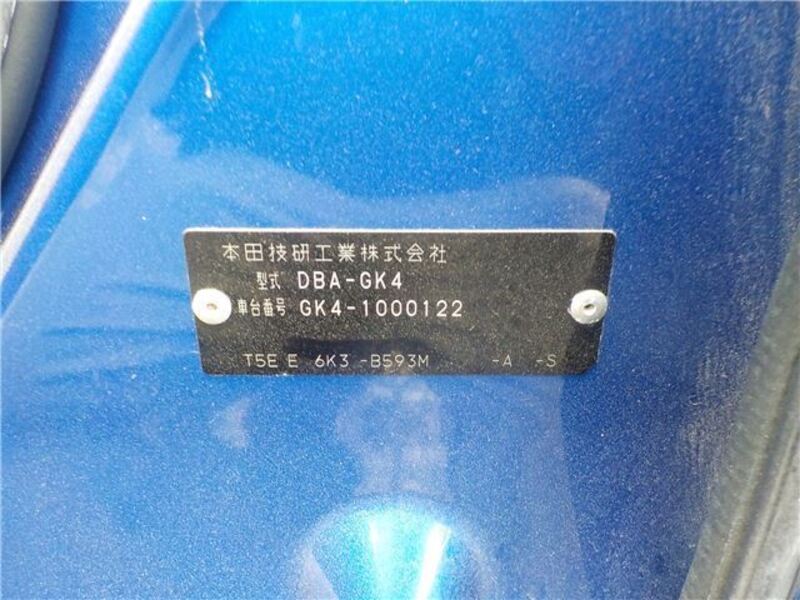 本田技研工業株式会社
型式 DBA-GK4
車台番号 GK4-1000122
T5E E 6K3 -B593M -A -S